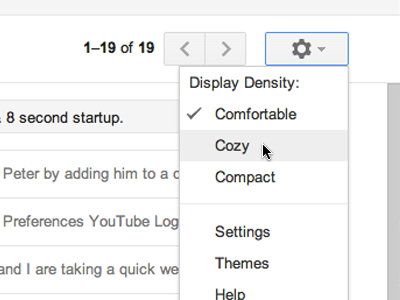 1–19 of 19
Display Density:
Comfortable
8 second startup.
Cozy
Peter by adding him to a
Compact
Preferences YouTube Log
Settings
and I are taking a quick we
Themes
Help